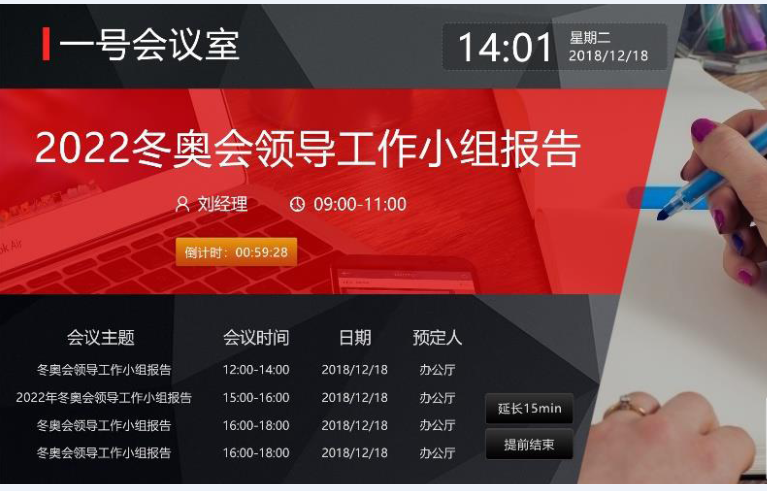 一号会议室
14:01
星期二
2018/12/18
2022冬奥会领导工作小组报告
刘经理 09:00-11:00
倒计时：00:59:28
会议主题 会议时间 日期 预定人
冬奥会领导工作小组报告 12:00-14:00 2018/12/18 办公厅
2022年冬奥会领导工作小组报告 15:00-16:00 2018/12/18 办公厅
冬奥会领导工作小组报告 16:00-18:00 2018/12/18 办公厅
冬奥会领导工作小组报告 16:00-18:00 2018/12/18 办公厅
延长15min
提前结束